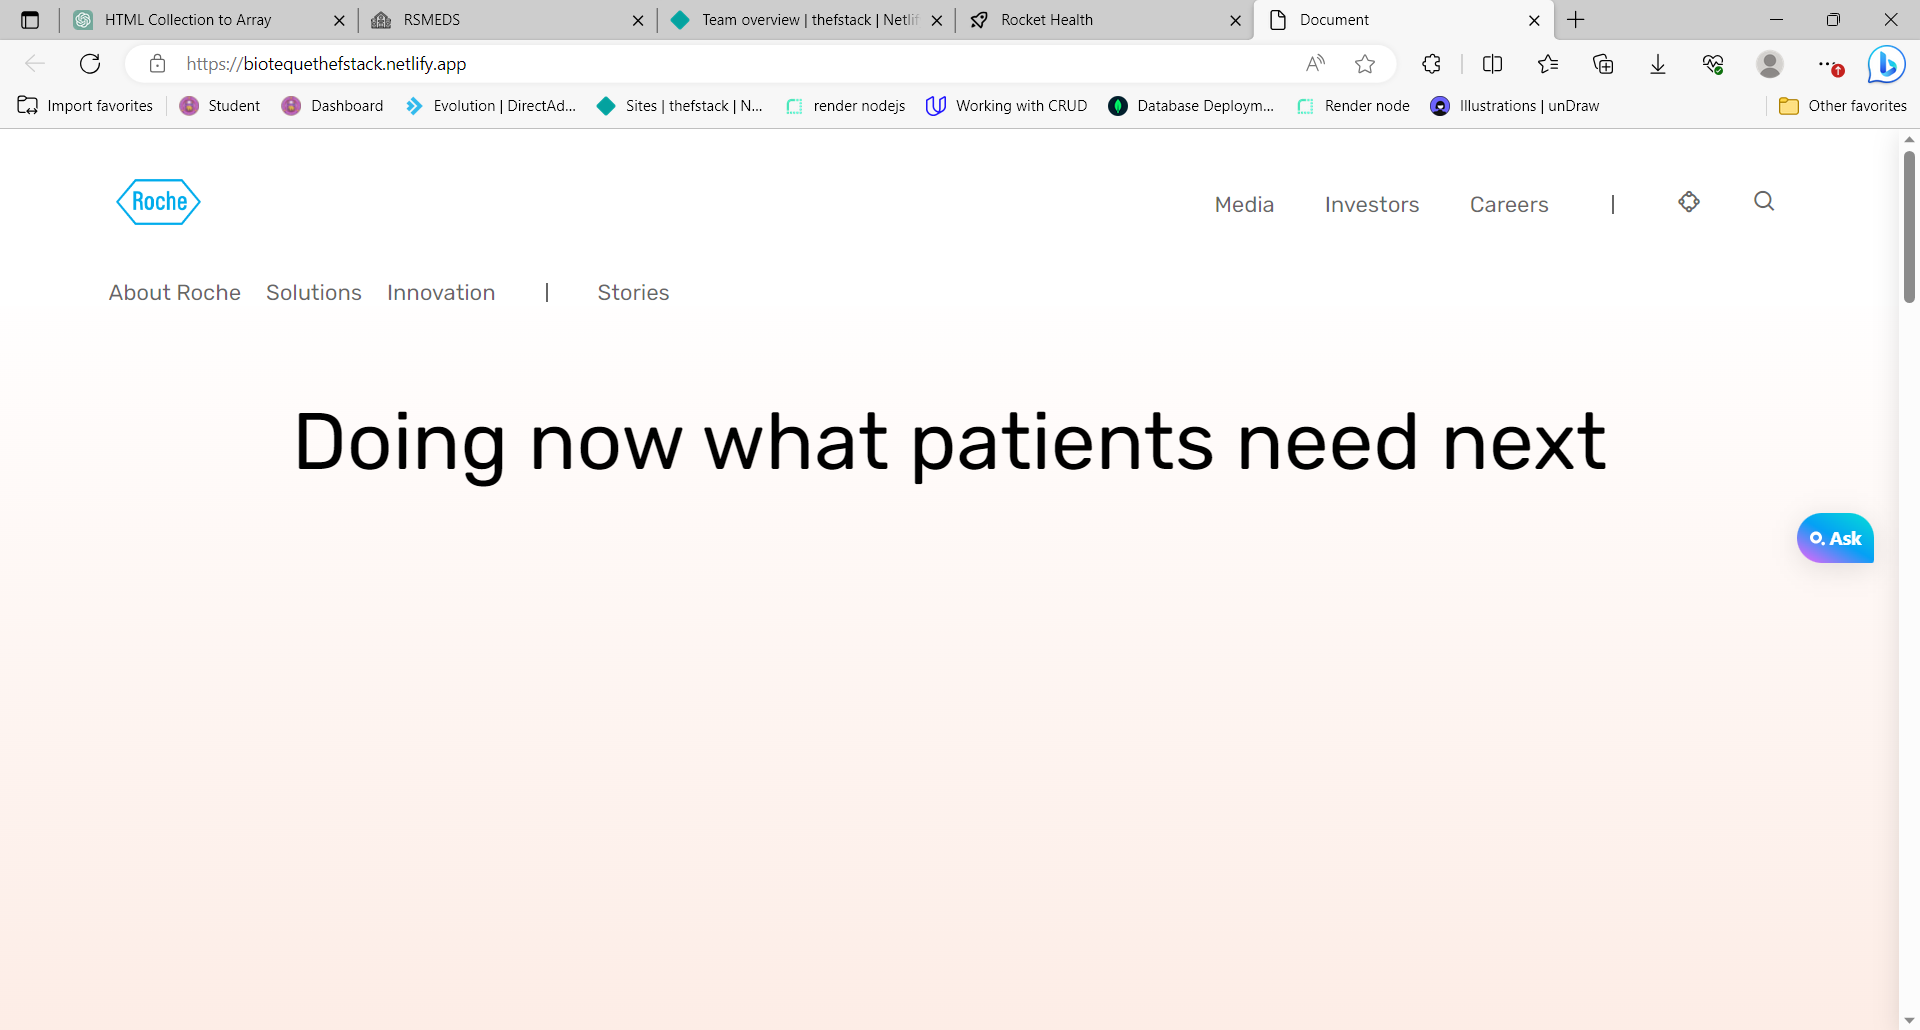 HTML Collection to Array
RSMEDS
Team overview | thefstack | Netlif
Rocket Health
Document
https://biotequethefstack.netlify.app
Import favorites
Student
Dashboard
Evolution | DirectAd...
Sites | thefstack | N...
render nodejs
Working with CRUD
Database Deploym...
Render node
Illustrations | unDraw
Other favorites
Roche
Media
Investors
Careers
|
About Roche
Solutions
Innovation
|
Stories
Doing now what patients need next
Ask